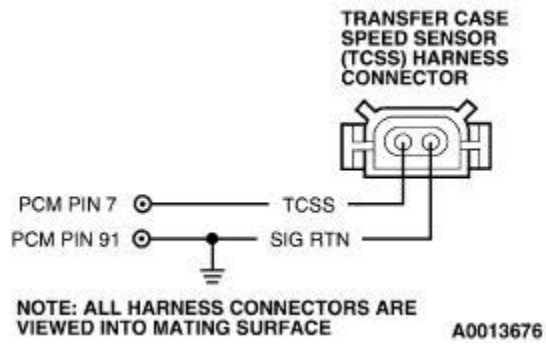 TRANSFER CASE
SPEED SENSOR
(TCSS) HARNESS
CONNECTOR
PCM PIN 7
TCSS
PCM PIN 91
SIG RTN
NOTE: ALL HARNESS CONNECTORS ARE
VIEWED INTO MATING SURFACE
A0013676